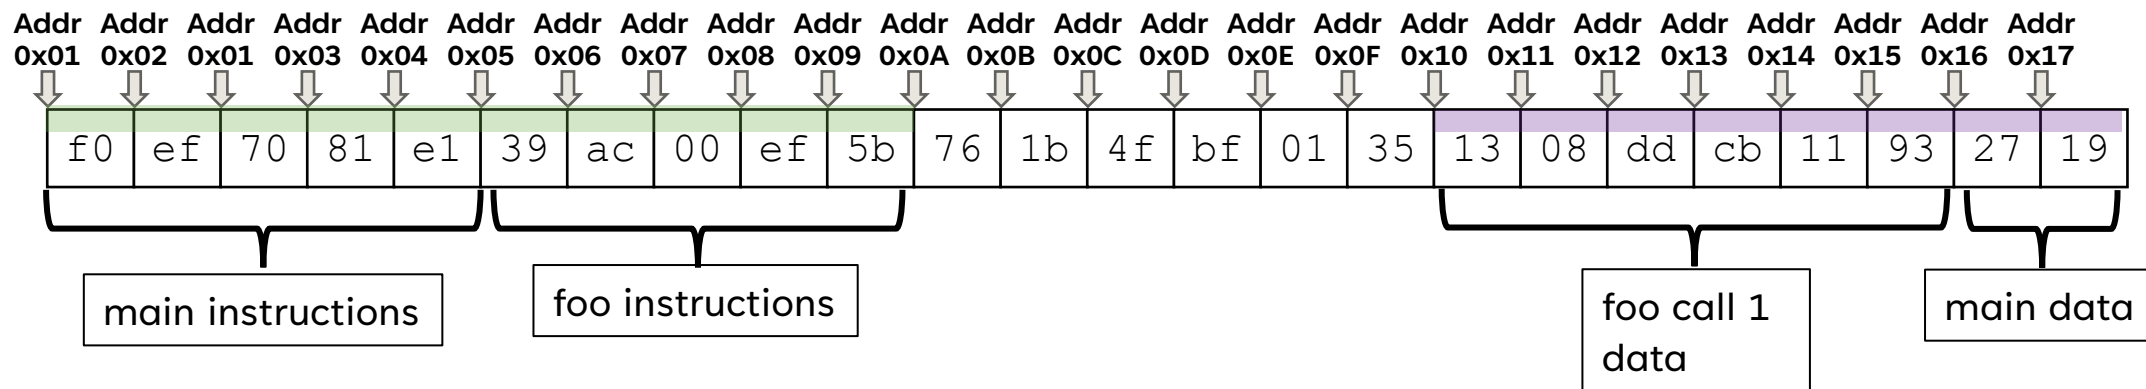 Addr Addr Addr Addr Addr Addr Addr Addr Addr Addr Addr Addr Addr Addr Addr Addr Addr Addr Addr Addr Addr Addr Addr Addr
0x01 0x02 0x01 0x03 0x04 0x05 0x06 0x07 0x08 0x09 0x0A 0x0B 0x0C 0x0D 0x0E 0x0F 0x10 0x11 0x12 0x13 0x14 0x15 0x16 0x17
f0 ef 70 81 e1 39 ac 00 ef 5b 76 1b 4f bf 01 35 13 08 dd cb 11 93 27 19
main instructions
foo instructions
foo call 1
data
main data